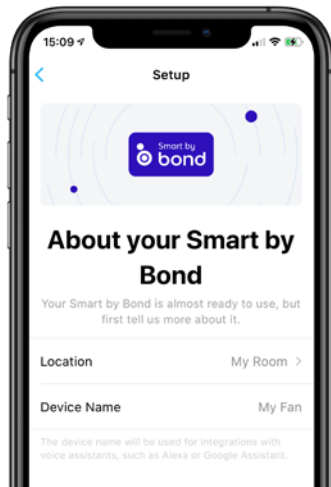 15:09
Setup
Smart by
bond
About your Smart by
Bond
Your Smart by Bond is almost ready to use, but
first tell us more about it.
Location My Room
Device Name My Fan
The device name will be used for integrations with
voice assistants, such as Alexa or Google Assistant.